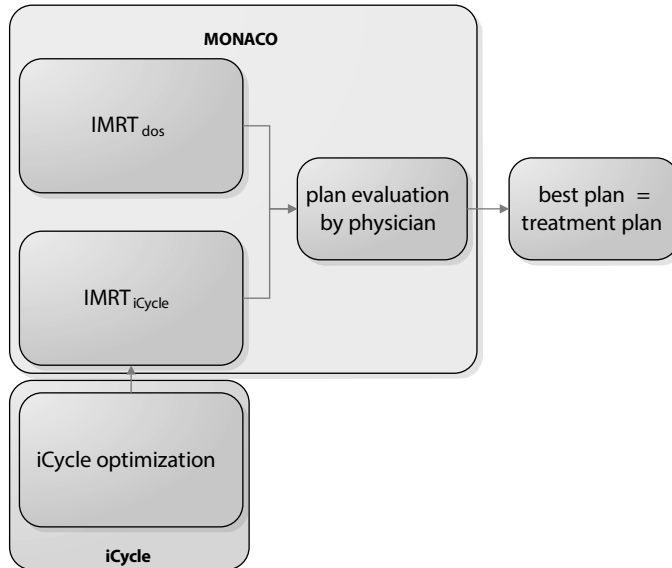 MONACO
IMRT dos
IMRT iCycle
plan evaluation
by physician
best plan =
treatment plan
iCycle optimization
iCycle